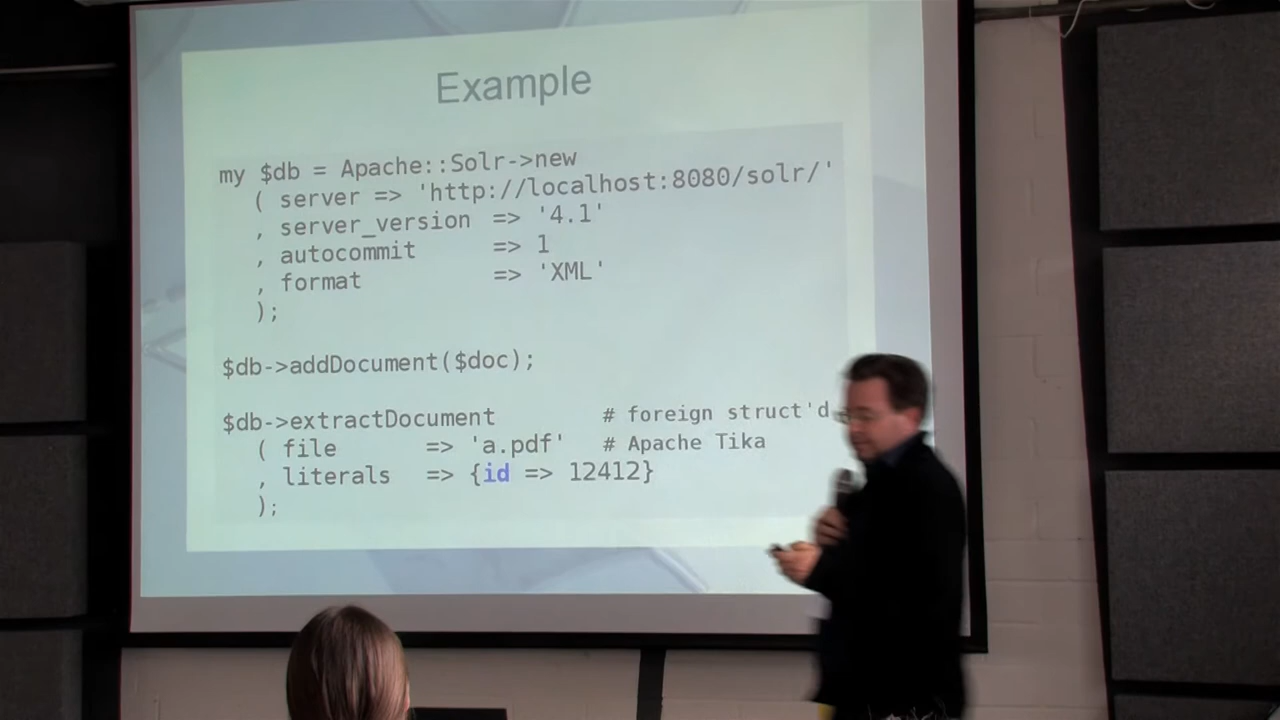 Example
my $db = Apache::Solr->new
( server => 'http://localhost:8080/solr/'
, server_version => '4.1'
, autocommit => 1
, format => 'XML'
);
$db->addDocument($doc);
$db->extractDocument # foreign struct'd
( file => 'a.pdf' # Apache Tika
, literals => {id => 12412}
);